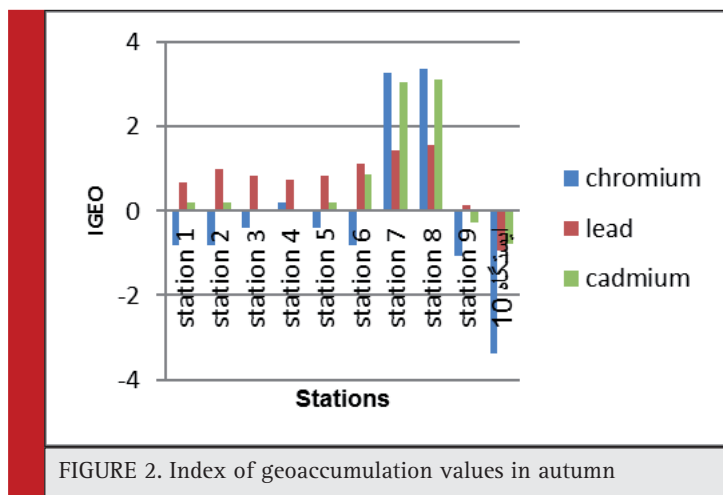 4
2
0
-2
-4
IGEO
station 1
station 2
station 3
station 4
station 5
station 6
station 7
station 8
station 9
ایستگاه 10
Stations
chromium
lead
cadmium
FIGURE 2. Index of geoaccumulation values in autumn